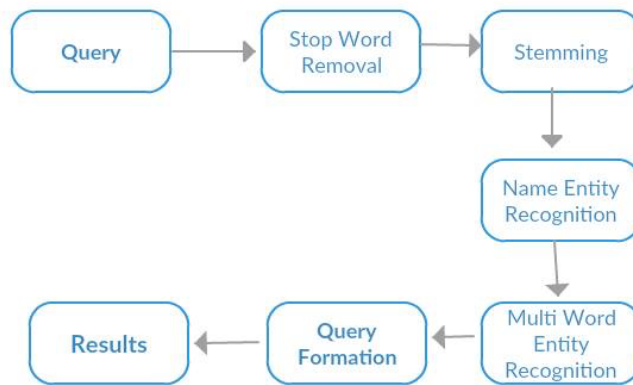 Query
Stop Word
Removal
Stemming
Name Entity
Recognition
Multi Word
Entity
Recognition
Query
Formation
Results